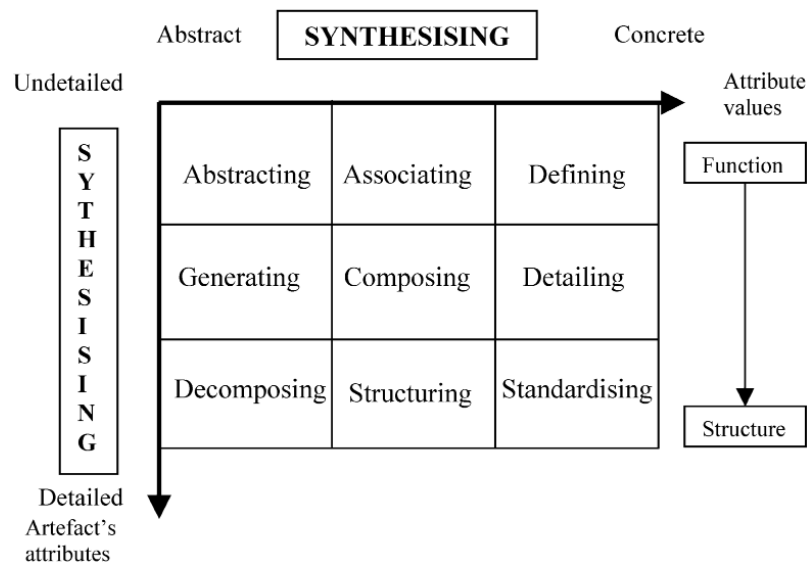 Abstract SYNTHESISING Concrete
Undetailed
Attribute
values
S
Y
T
H
E
S
I
S
I
N
G
Abstracting Associating Defining
Function
Generating Composing Detailing
Decomposing Structuring Standardising
Structure
Detailed
Artefact’s
attributes